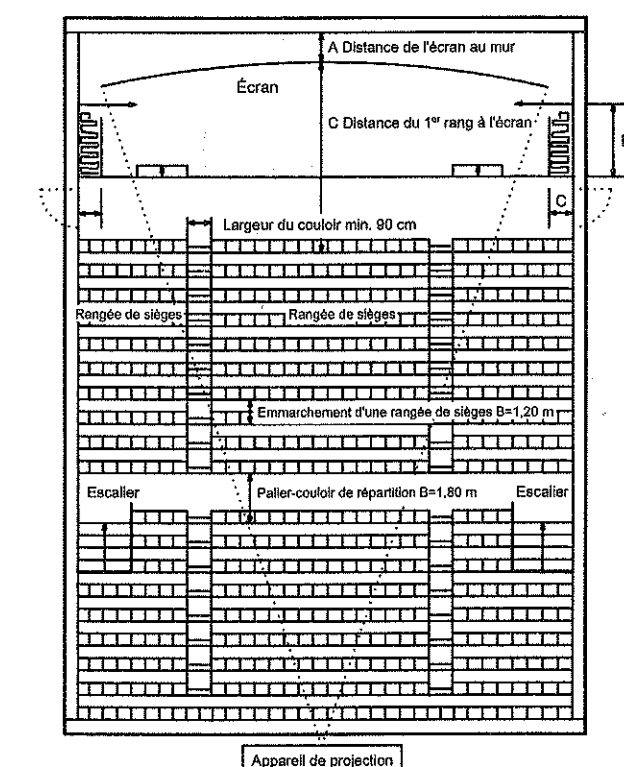 A Distance de l'écran au mur
Écran
C Distance du 1er rang à l'écran
C
Largeur du couloir min. 90 cm
Rangée de sièges
Rangée de sièges
Emmarchement d'une rangée de sièges B=1,20 m
Escalier
Palier-couloir de répartition B=1,80 m
Escalier
Appareil de projection